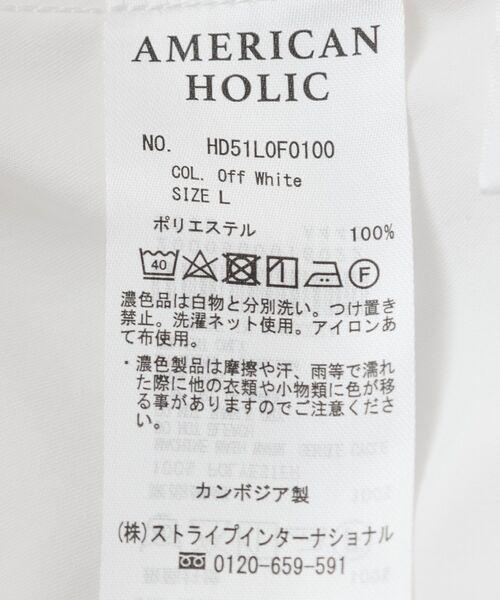 AMERICAN
HOLIC
NO. HD51L0F0100
COL. Off White
SIZE L
ポリエステル 100%
40 F
濃色品は白物と分別洗い。つけ置き
禁止。洗濯ネット使用。アイロンあ
て布使用。
・濃色製品は摩擦や汗、雨等で濡れ
た際に他の衣類や小物類に色が移
る事がありますのでご注意くださ
い。
カンボジア製
(株)ストライプインターナショナル
0120-659-591